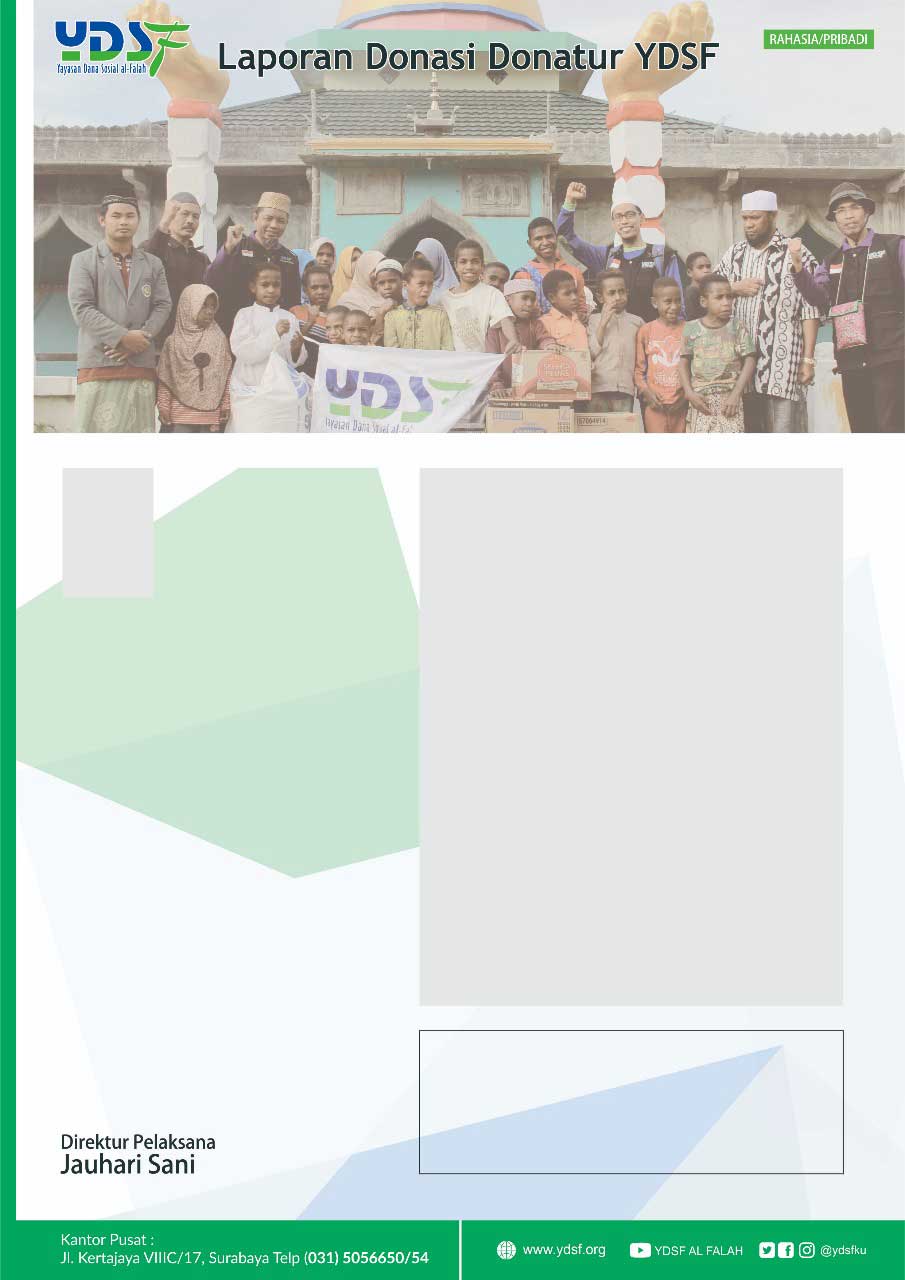 YDSF
Yayasan Dana Sosial al-Falah
Laporan Donasi Donatur YDSF
RAHASIA/PRIBADI
YDSF
Yayasan Dana Sosial al-Fa
Direktur Pelaksana
Jauhari Sani
Kantor Pusat :
Jl. Kertajaya VIIIC/17, Surabaya Telp (031) 5056650/54
www.ydsf.org
YDSF AL FALAH
@ydsfku